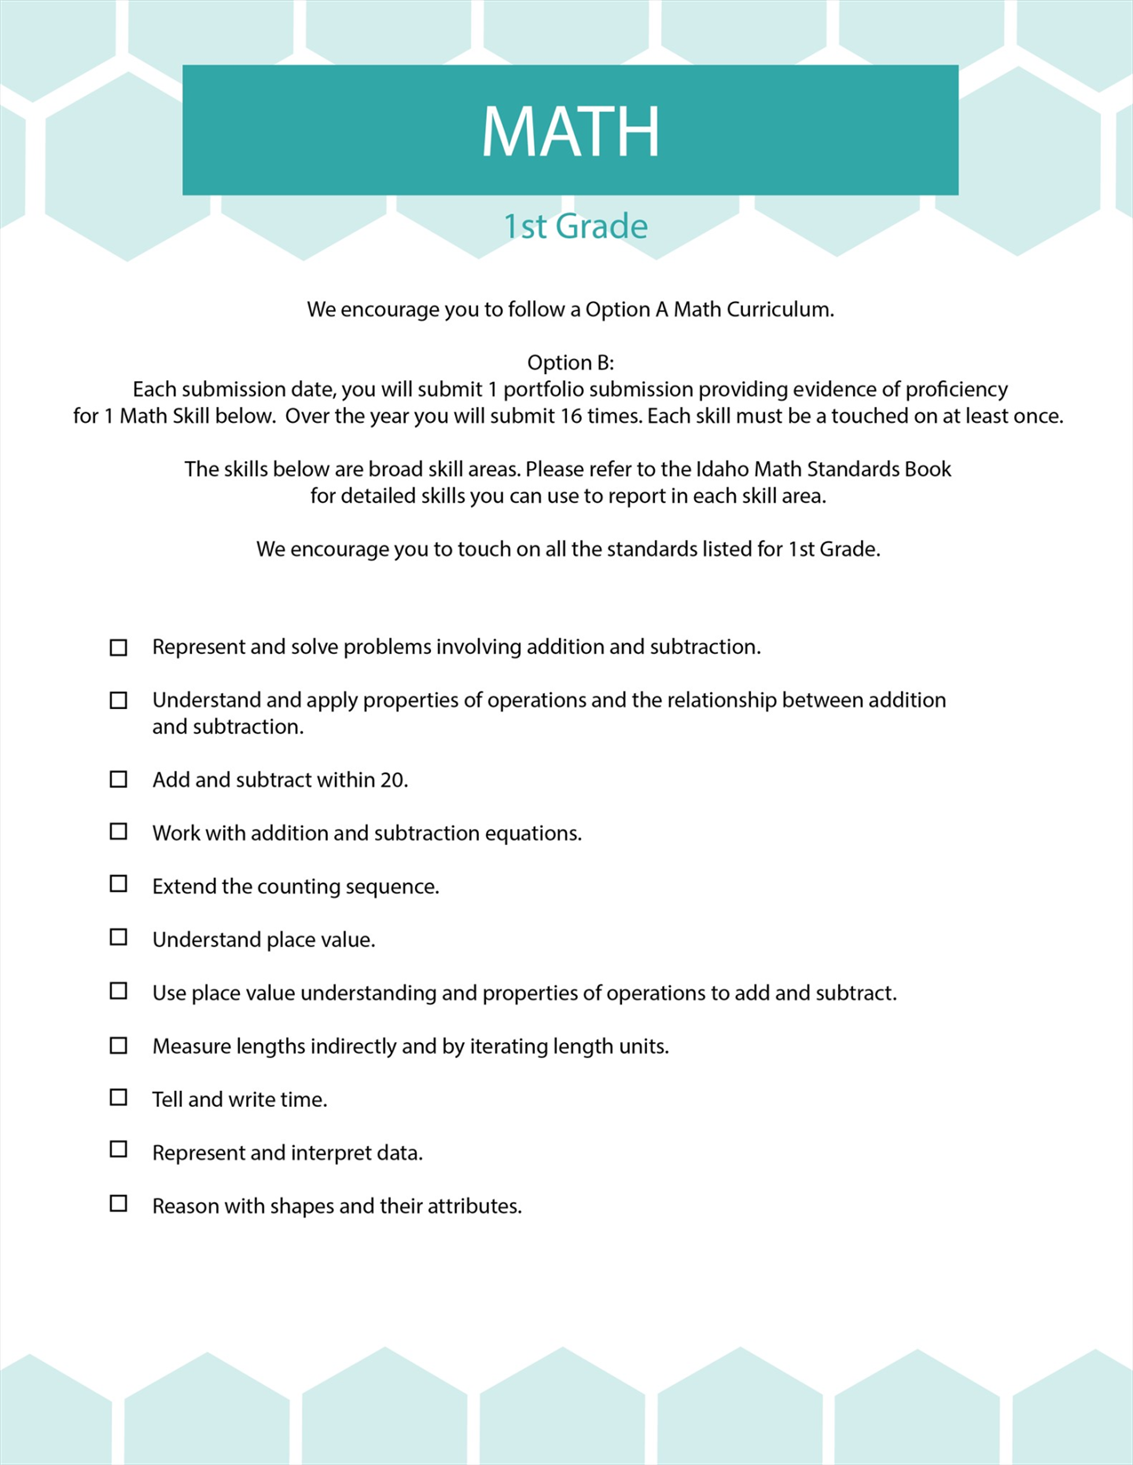 MATH
1st Grade
We encourage you to follow a Option A Math Curriculum.
Option B:
Each submission date, you will submit 1 portfolio submission providing evidence of proficiency
for 1 Math Skill below. Over the year you will submit 16 times. Each skill must be a touched on at least once.
The skills below are broad skill areas. Please refer to the Idaho Math Standards Book
for detailed skills you can use to report in each skill area.
We encourage you to touch on all the standards listed for 1st Grade.
Represent and solve problems involving addition and subtraction.
Understand and apply properties of operations and the relationship between addition
and subtraction.
Add and subtract within 20.
Work with addition and subtraction equations.
Extend the counting sequence.
Understand place value.
Use place value understanding and properties of operations to add and subtract.
Measure lengths indirectly and by iterating length units.
Tell and write time.
Represent and interpret data.
Reason with shapes and their attributes.